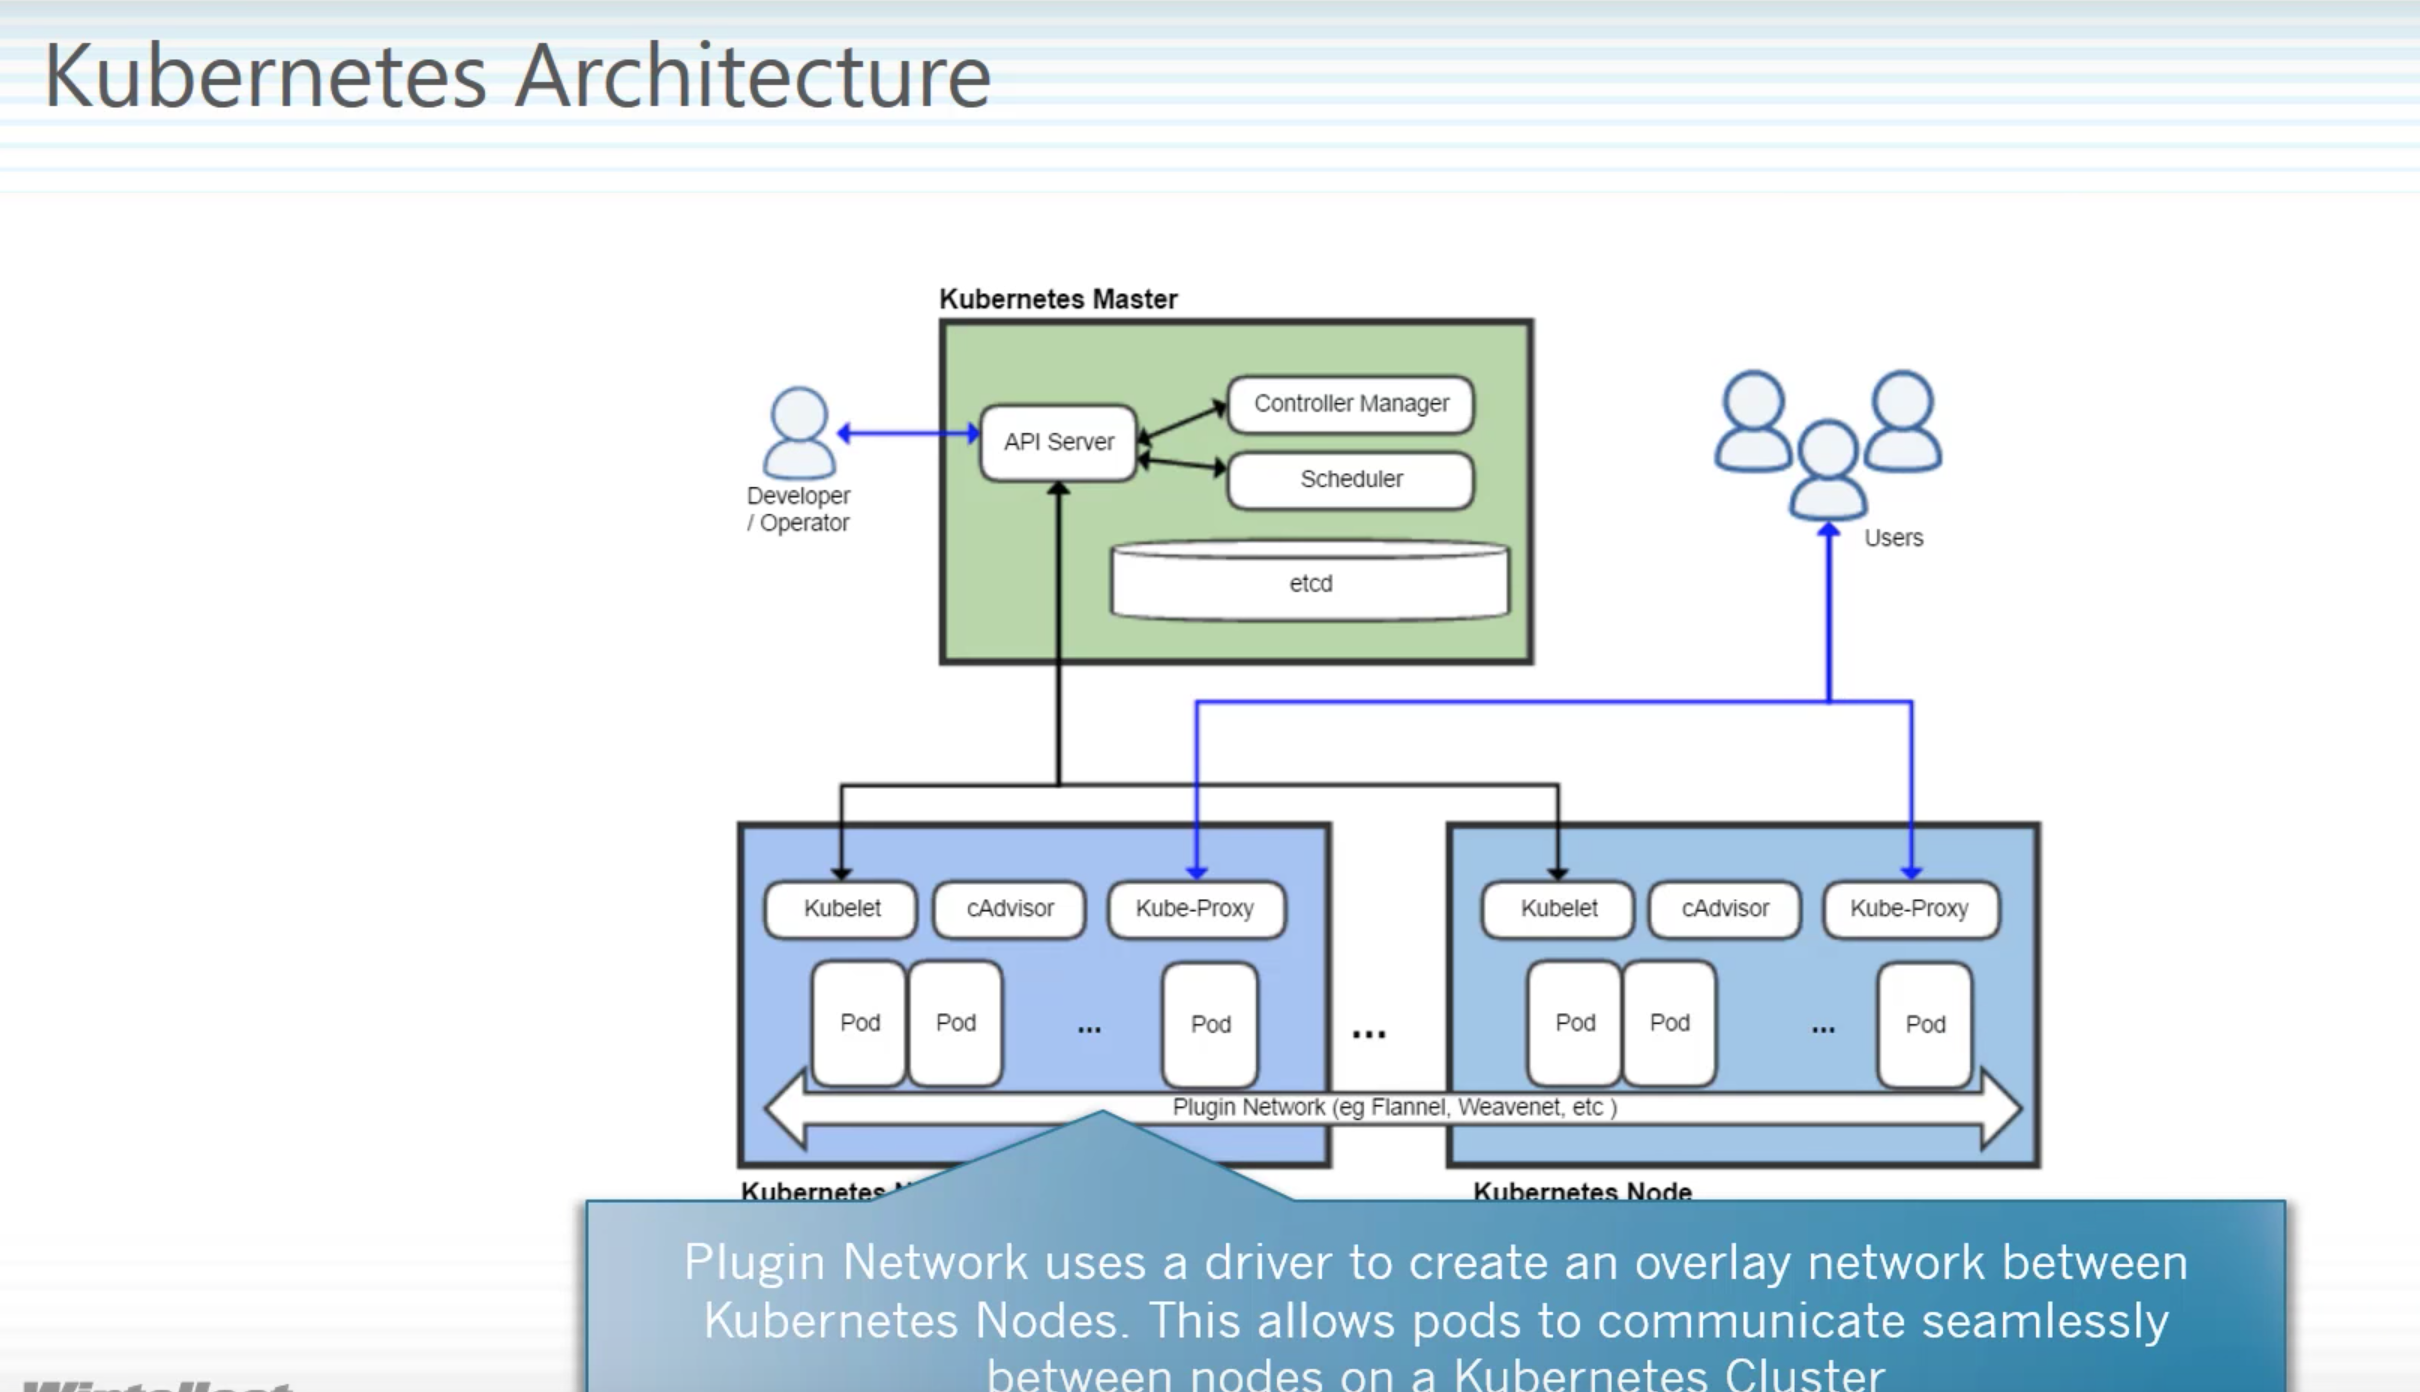 Kubernetes Architecture
Kubernetes Master
API Server
Controller Manager
Scheduler
etcd
Developer
/ Operator
Users
Kubelet
cAdvisor
Kube-Proxy
Pod
Pod
...
Pod
...
Kubelet
cAdvisor
Kube-Proxy
Pod
Pod
...
Pod
Plugin Network (eg Flannel, Weavenet, etc )
Kubernetes
Kubernetes Node
Plugin Network uses a driver to create an overlay network between
Kubernetes Nodes. This allows pods to communicate seamlessly
between nodes on a Kubernetes Cluster